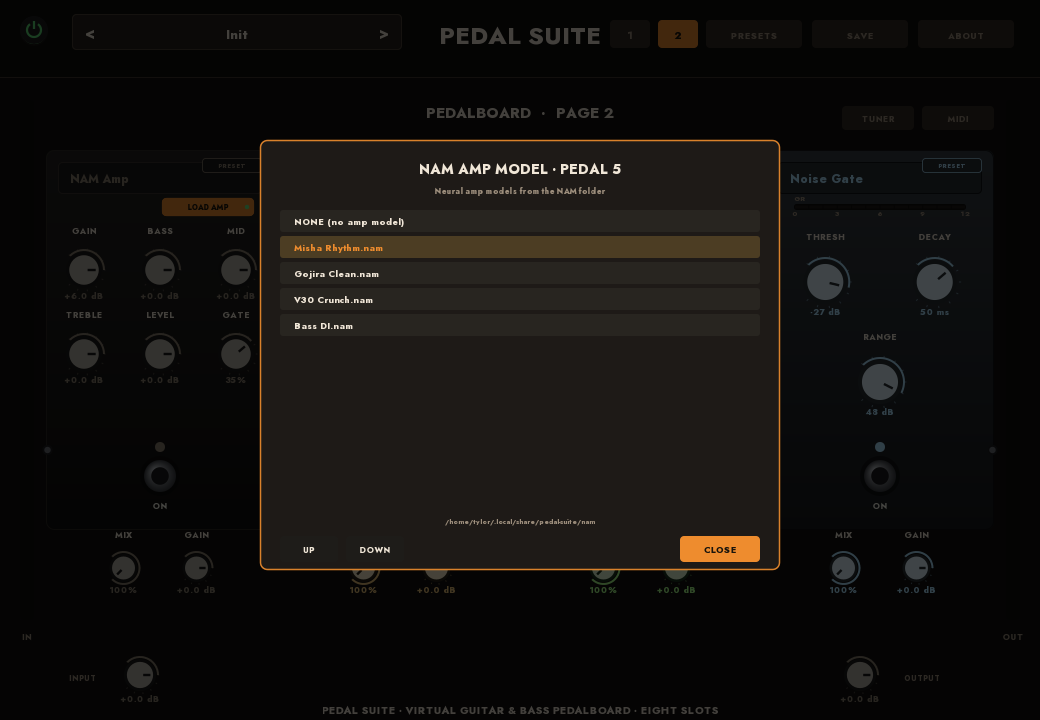 < Init >
PEDAL SUITE
1 2 PRESETS SAVE ABOUT
PEDALBOARD · PAGE 2
TUNER MIDI
PRESET
NAM Amp
LOAD AMP
GAIN BASS MID
+6.0 dB +0.0 dB +0.0 dB
TREBLE LEVEL GATE
+0.0 dB +0.0 dB 35%
ON
NAM AMP MODEL · PEDAL 5
Neural amp models from the NAM folder
NONE (no amp model)
Misha Rhythm.nam
Gojira Clean.nam
V30 Crunch.nam
Bass DI.nam
/home/tylor/.local/share/pedalsuite/nam
UP DOWN CLOSE
PRESET
Noise Gate
GR
0 3 6 9 12
THRESH DECAY
-27 dB 50 ms
RANGE
48 dB
ON
MIX GAIN MIX GAIN
100% +0.0 dB 100% +0.0 dB 100% +0.0 dB 100% +0.0 dB
IN OUT
INPUT OUTPUT
+0.0 dB +0.0 dB
PEDAL SUITE · VIRTUAL GUITAR & BASS PEDALBOARD · EIGHT SLOTS